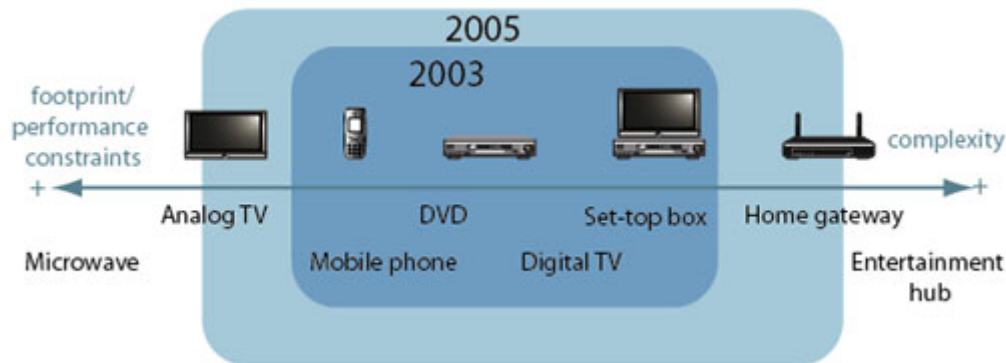 2005
2003
footprint/
performance
constraints
complexity
+
+
Analog TV
DVD
Set-top box
Home gateway
Microwave
Mobile phone
Digital TV
Entertainment
hub